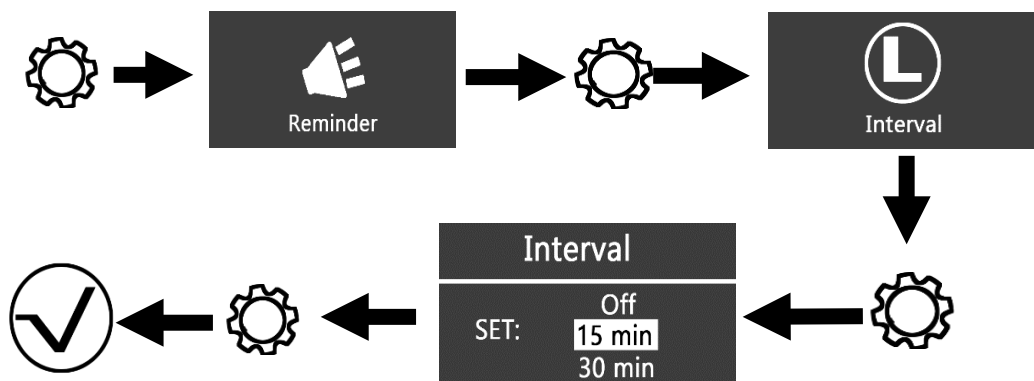 Reminder
Interval
Interval
SET:
Off
15 min
30 min